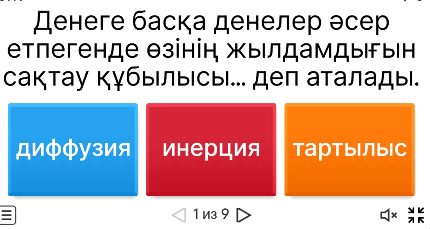 Денеге басқа денелер әсер
етпегенде өзінің жылдамдығын
сақтау құбылысы... деп аталады.
диффузия
инерция
тартылыс
1 из 9